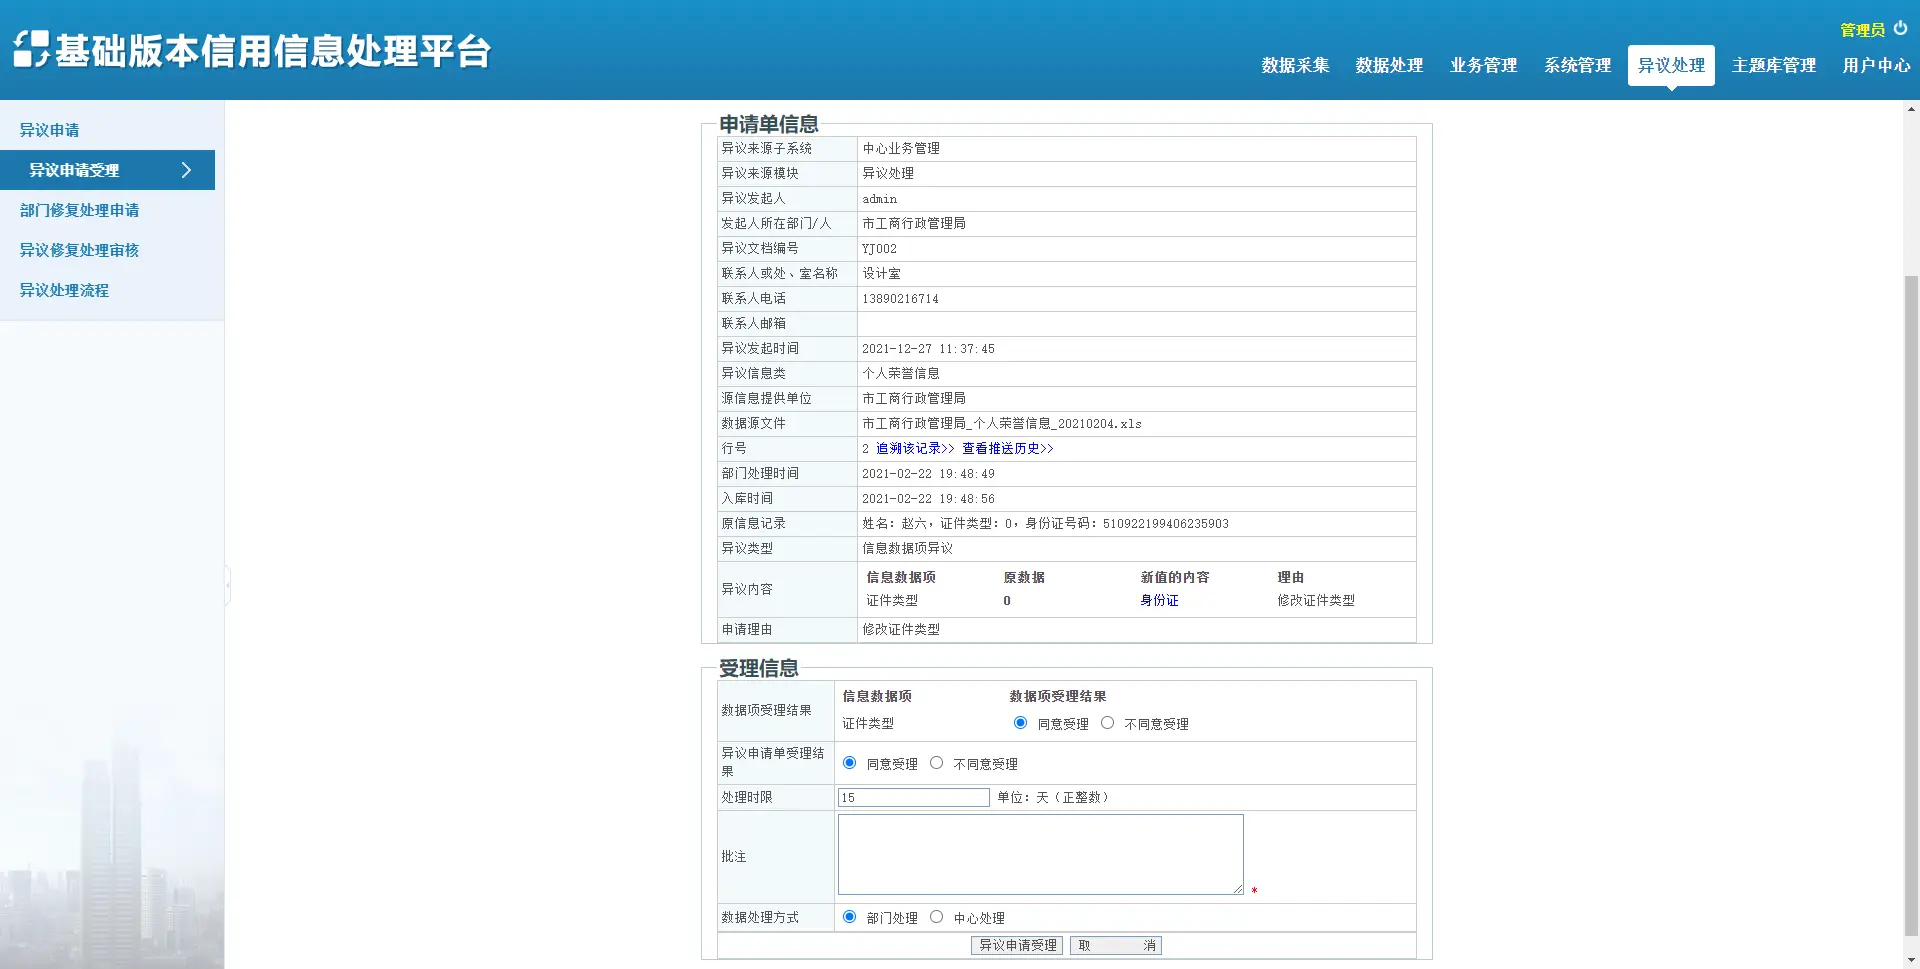 基础版本信用信息处理平台
管理员
数据采集 数据处理 业务管理 系统管理 异议处理 主题库管理 用户中心
异议申请
异议申请受理
部门修复处理申请
异议修复处理审核
异议处理流程
申请单信息
异议来源子系统 中心业务管理
异议来源模块 异议处理
异议发起人 admin
发起人所在部门/人 市工商行政管理局
异议文档编号 YJ002
联系人或处、室名称 设计室
联系人电话 13890216714
联系人邮箱
异议发起时间 2021-12-27 11:37:45
异议信息类 个人荣誉信息
源信息提供单位 市工商行政管理局
数据源文件 市工商行政管理局_个人荣誉信息_20210204.xls
行号 2 追溯该记录>> 查看推送历史>>
部门处理时间 2021-02-22 19:48:49
入库时间 2021-02-22 19:48:56
原信息记录 姓名：赵六，证件类型：0，身份证号码：510922199406235903
异议类型 信息数据项异议
异议内容
信息数据项 原数据 新值的内容 理由
证件类型 0 身份证 修改证件类型
申请理由 修改证件类型
受理信息
数据项受理结果
信息数据项 数据项受理结果
证件类型 同意受理 不同意受理
异议申请单受理结果 同意受理 不同意受理
处理时限 15 单位：天（正整数）
批注 *
数据处理方式 部门处理 中心处理
异议申请受理 取 消